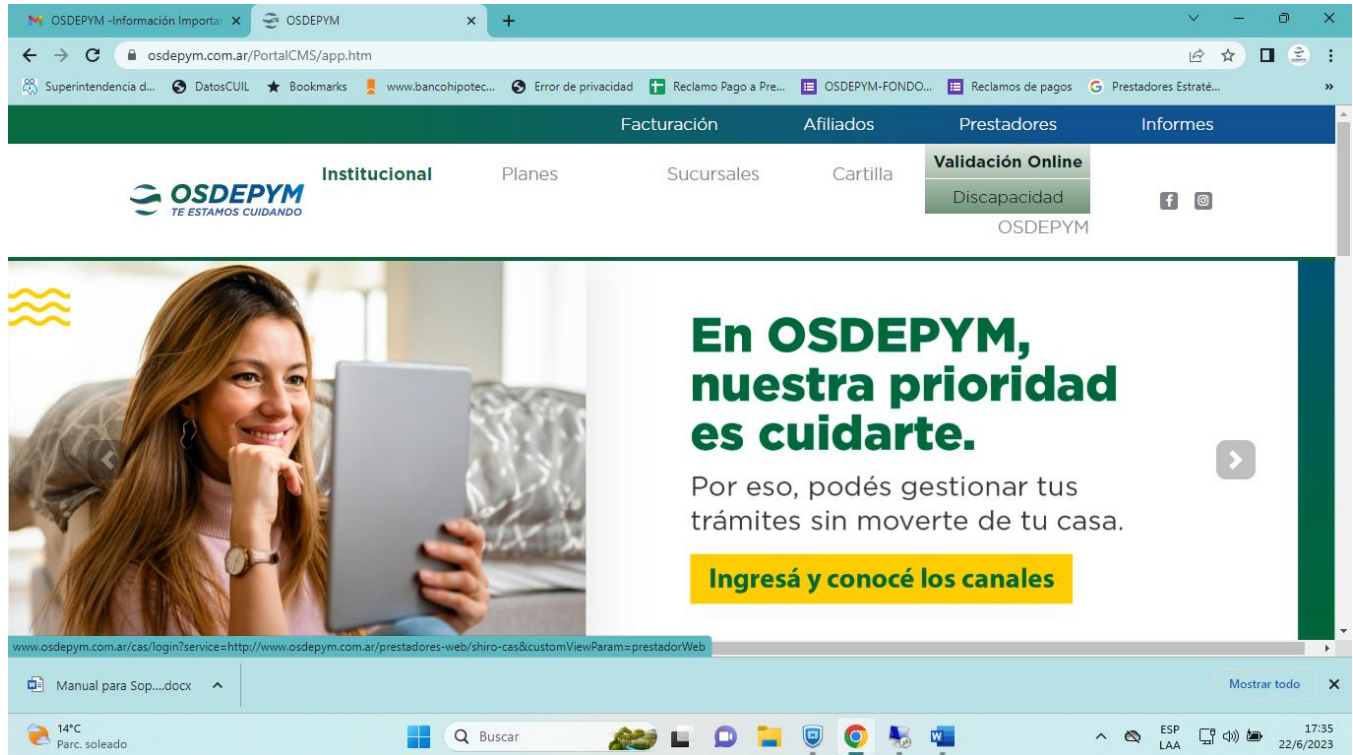 OSDEPYM -Información Importa
OSDEPYM
osdepym.com.ar/PortalCMS/app.htm
Superintendencia d...
DatosCUIL
Bookmarks
www.bancohipotec...
Error de privacidad
Reclamo Pago a Pre...
OSDEPYM-FONDO...
Reclamos de pagos
Prestadores Estraté...
»
Facturación
Afiliados
Prestadores
Informes
OSDEPYM
TE ESTAMOS CUIDANDO
Institucional
Planes
Sucursales
Cartilla
Validación Online
Discapacidad
OSDEPYM
En OSDEPYM,
nuestra prioridad
es cuidarte.
Por eso, podés gestionar tus
trámites sin moverte de tu casa.
Ingresá y conocé los canales
www.osdepym.com.ar/cas/login?service=http://www.osdepym.com.ar/prestadores-web/shiro-cas&customViewParam=prestadorWeb
Manual para Sop....docx
Mostrar todo
14°C
Parc. soleado
Buscar
ESP
LAA
17:35
22/6/2023